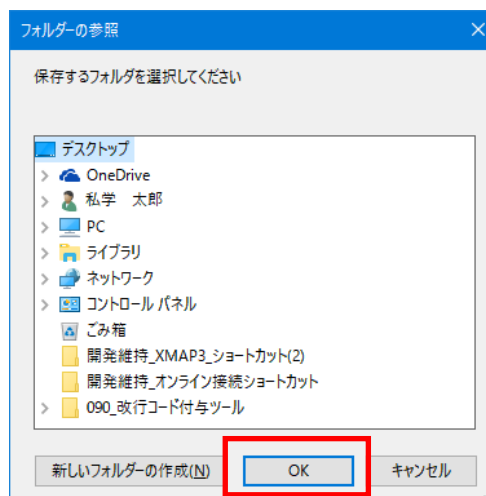 フォルダーの参照
保存するフォルダを選択してください
デスクトップ
OneDrive
私学 太郎
PC
ライブラリ
ネットワーク
コントロール パネル
ごみ箱
開発維持_XMAP3_ショートカット(2)
開発維持_オンライン接続ショートカット
090_改行コード付与ツール
新しいフォルダーの作成(N) OK キャンセル